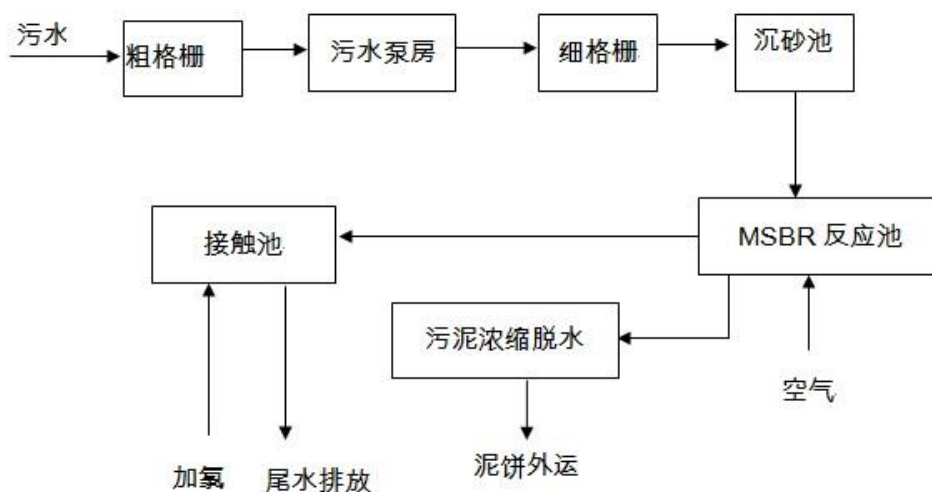 污水
粗格栅
污水泵房
细格栅
沉砂池
接触池
MSBR 反应池
污泥浓缩脱水
空气
加氯
尾水排放
泥饼外运